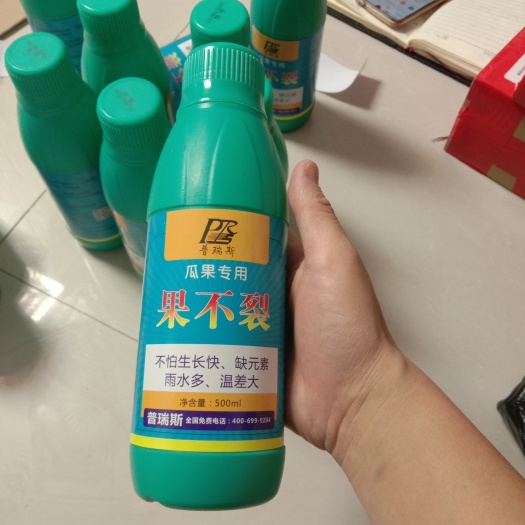 普瑞斯
瓜果专用
果不裂
不怕生长快、缺元素
雨水多、温差大
净含量：500ml
普瑞斯 全国免费电话：400-699-9284